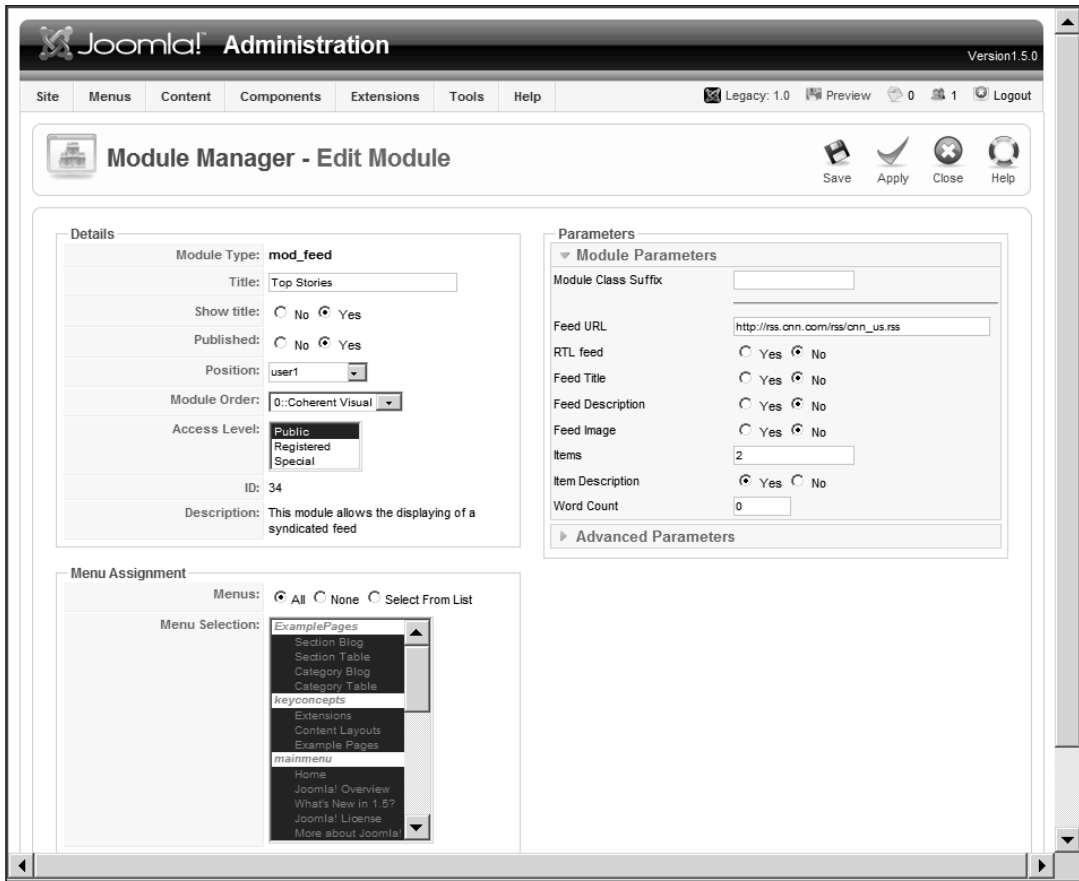 Joomla! Administration
Version1.5.0
Site Menus Content Components Extensions Tools Help Legacy: 1.0 Preview 0 1 Logout
Module Manager - Edit Module
Save Apply Close Help
Details
Module Type: mod_feed
Title: Top Stories
Show title: No Yes
Published: No Yes
Position: user1
Module Order: 0::Coherent Visual
Access Level: Public
Registered
Special
ID: 34
Description: This module allows the displaying of a
syndicated feed
Parameters
Module Parameters
Module Class Suffix
Feed URL http://rss.cnn.com/rss/cnn_us.rss
RTL feed Yes No
Feed Title Yes No
Feed Description Yes No
Feed Image Yes No
Items 2
Item Description Yes No
Word Count 0
Advanced Parameters
Menu Assignment
Menus: All None Select From List
Menu Selection: ExamplePages
Section Blog
Section Table
Category Blog
Category Table
keyconcepts
Extensions
Content Layouts
Example Pages
mainmenu
Home
Joomla! Overview
What's New in 1.5?
Joomla! License
More about Joomla!